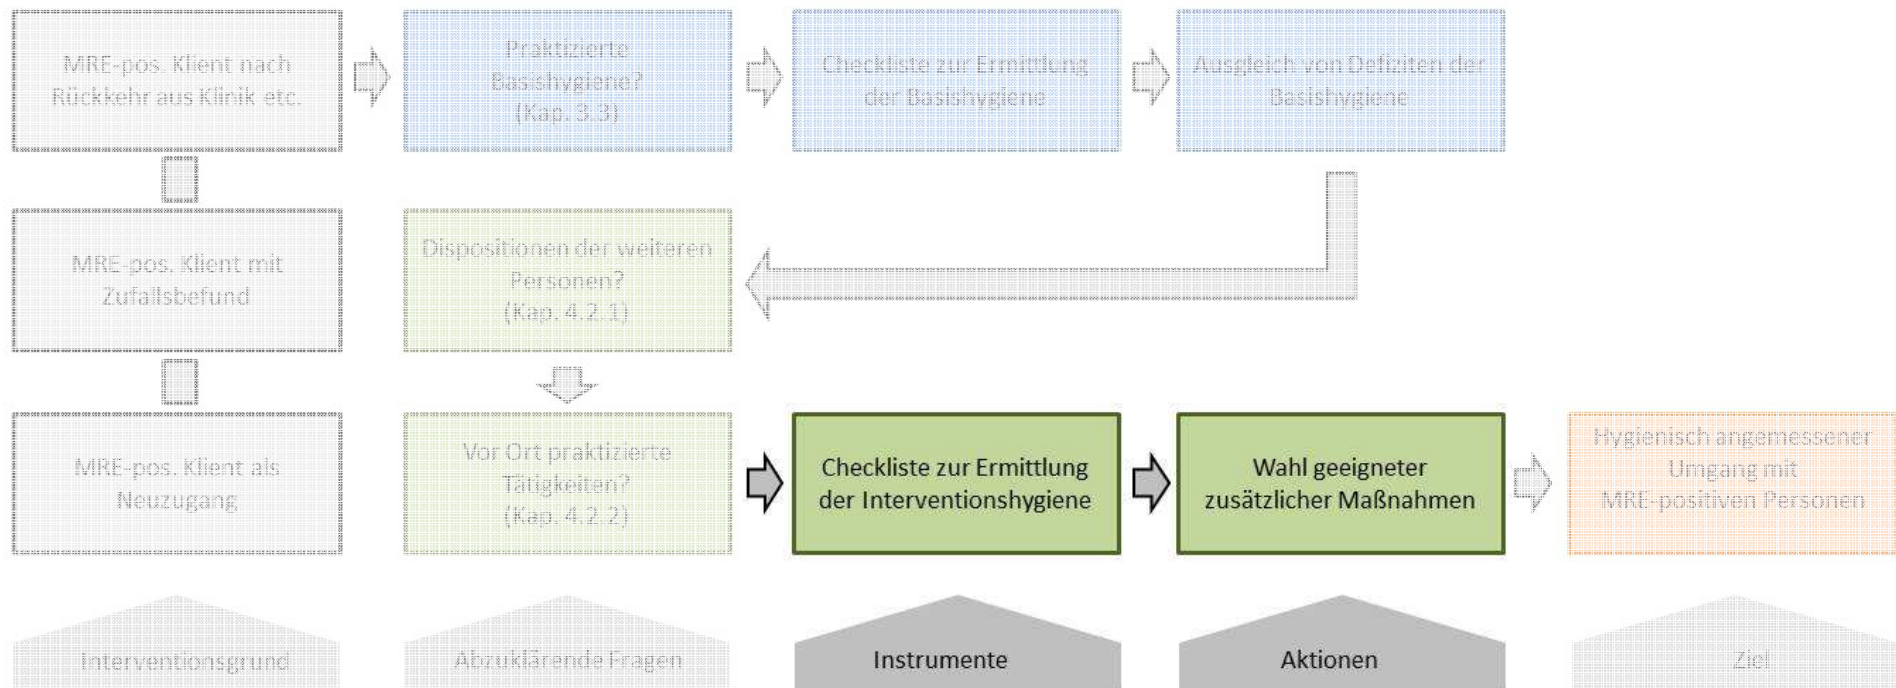 MRE-pos. Klient nach
Rückkehr aus Klinik etc.
Praktizierte
Basishygiene?
(Kap. 3.3)
Checkliste zur Ermittlung
der Basishygiene
Ausgleich von Defiziten der
Basishygiene
MRE-pos. Klient mit
Zufallsbefund
Dispositionen der weiteren
Personen?
(Kap. 4.2.1)
MRE-pos. Klient als
Neuzugang
Vor Ort praktizierte
Tätigkeiten?
(Kap. 4.2.2)
Checkliste zur Ermittlung
der Interventionshygiene
Wahl geeigneter
zusätzlicher Maßnahmen
Hygienisch angemessener
Umgang mit
MRE-positiven Personen
Interventionsgrund
Abzuklärende Fragen
Instrumente
Aktionen
Ziel